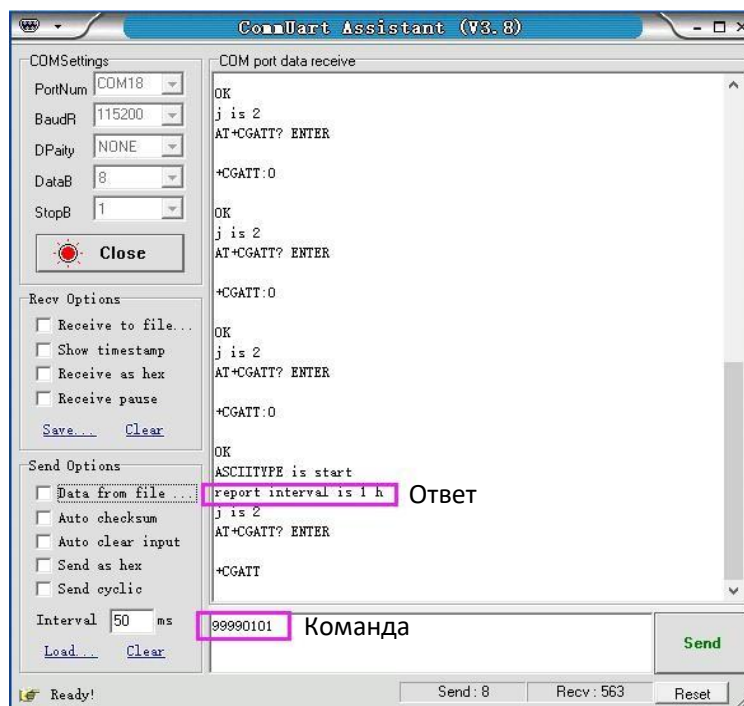 CommUart Assistant (V3.8)
COMSettings
PortNum COM18
BaudR 115200
DPaity NONE
DataB 8
StopB 1
Close
Recv Options
Receive to file...
Show timestamp
Receive as hex
Receive pause
Save... Clear
Send Options
Data from file ...
Auto checksum
Auto clear input
Send as hex
Send cyclic
Interval 50 ms
Load... Clear
COM port data receive
OK
j is 2
AT+CGATT? ENTER
+CGATT:0
OK
j is 2
AT+CGATT? ENTER
+CGATT:0
OK
j is 2
AT+CGATT? ENTER
+CGATT:0
OK
ASCIITYPE is start
report interval is 1 h Ответ
j is 2
AT+CGATT? ENTER
+CGATT
99990101 Команда
Send
Ready! Send : 8 Recv : 563 Reset